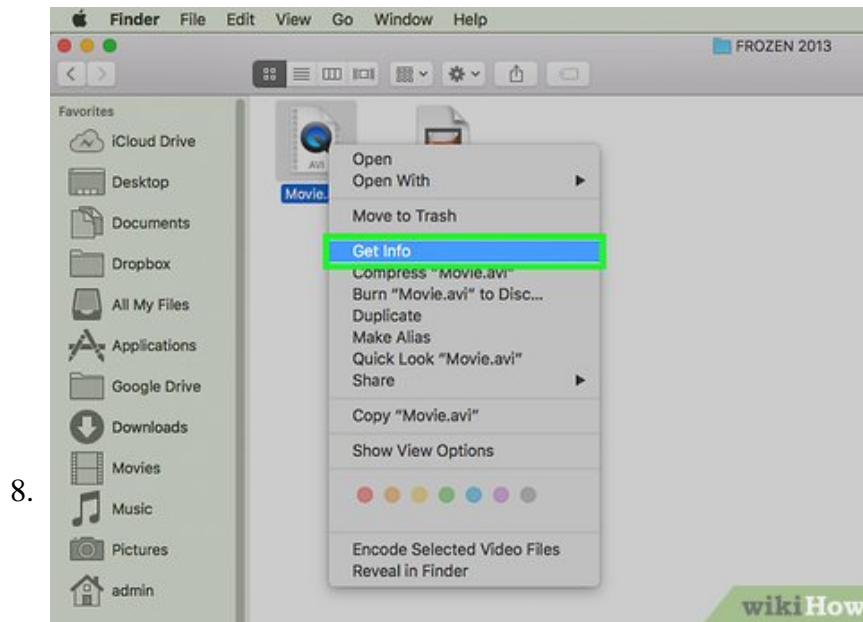 Finder File Edit View Go Window Help
FROZEN 2013
Favorites
iCloud Drive
Desktop
Documents
Dropbox
All My Files
Applications
Google Drive
Downloads
Movies
Music
Pictures
admin
AVI
Movie.
Open
Open With
Move to Trash
Get Info
Compress "Movie.avi"
Burn "Movie.avi" to Disc...
Duplicate
Make Alias
Quick Look "Movie.avi"
Share
Copy "Movie.avi"
Show View Options
Encode Selected Video Files
Reveal in Finder
8.
wikiHow